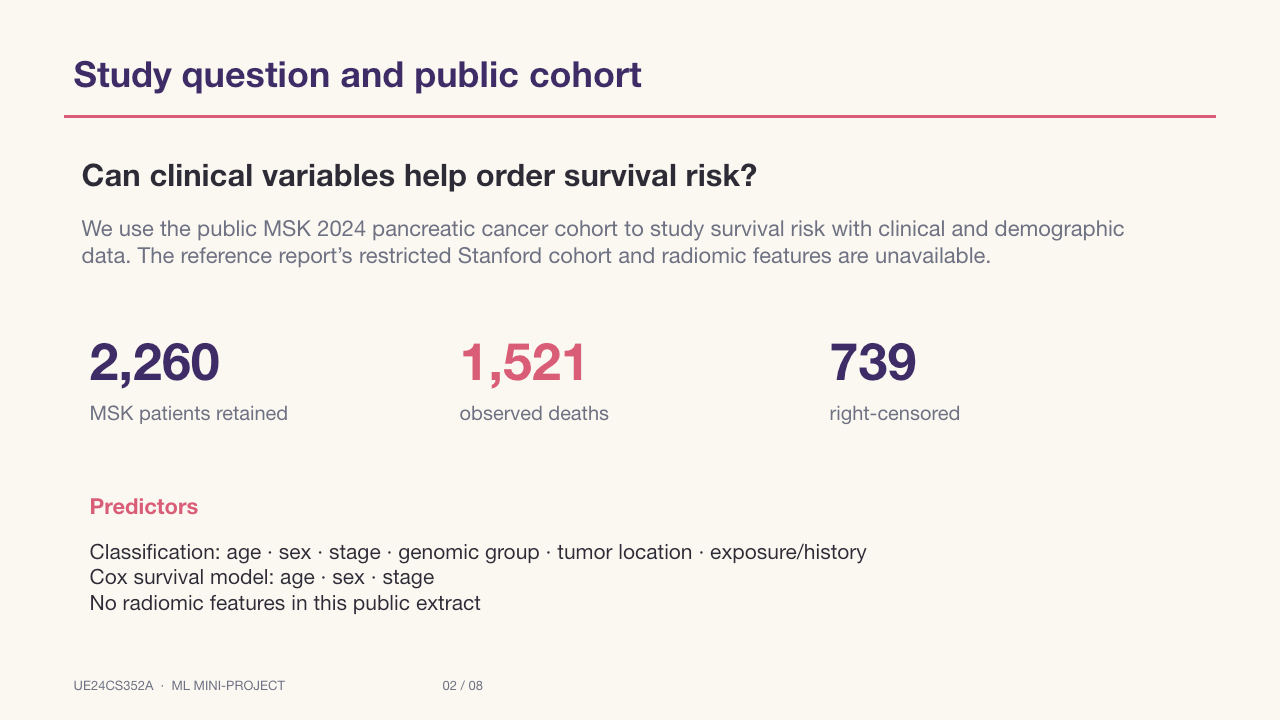 Study question and public cohort
Can clinical variables help order survival risk?
We use the public MSK 2024 pancreatic cancer cohort to study survival risk with clinical and demographic
data. The reference report’s restricted Stanford cohort and radiomic features are unavailable.
2,260
MSK patients retained
1,521
observed deaths
739
right-censored
Predictors
Classification: age · sex · stage · genomic group · tumor location · exposure/history
Cox survival model: age · sex · stage
No radiomic features in this public extract
UE24CS352A · ML MINI-PROJECT
02 / 08